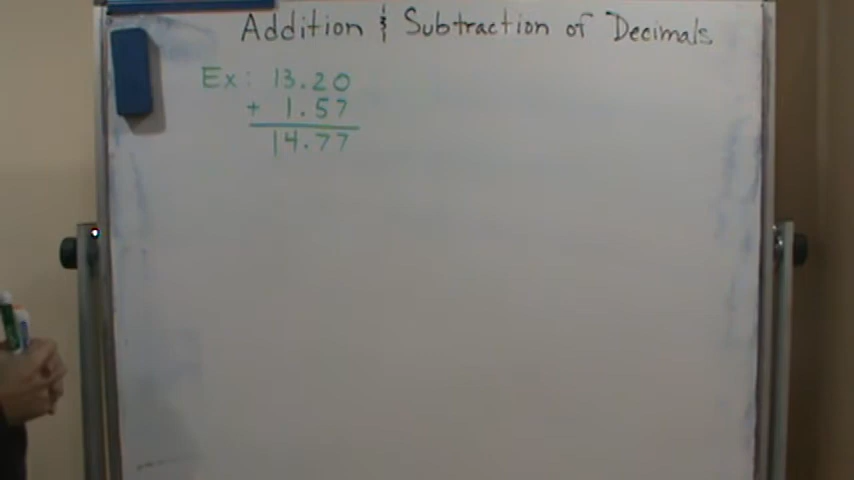 Addition & Subtraction of Decimals
Ex: 13.20
+ 1.57
14.77